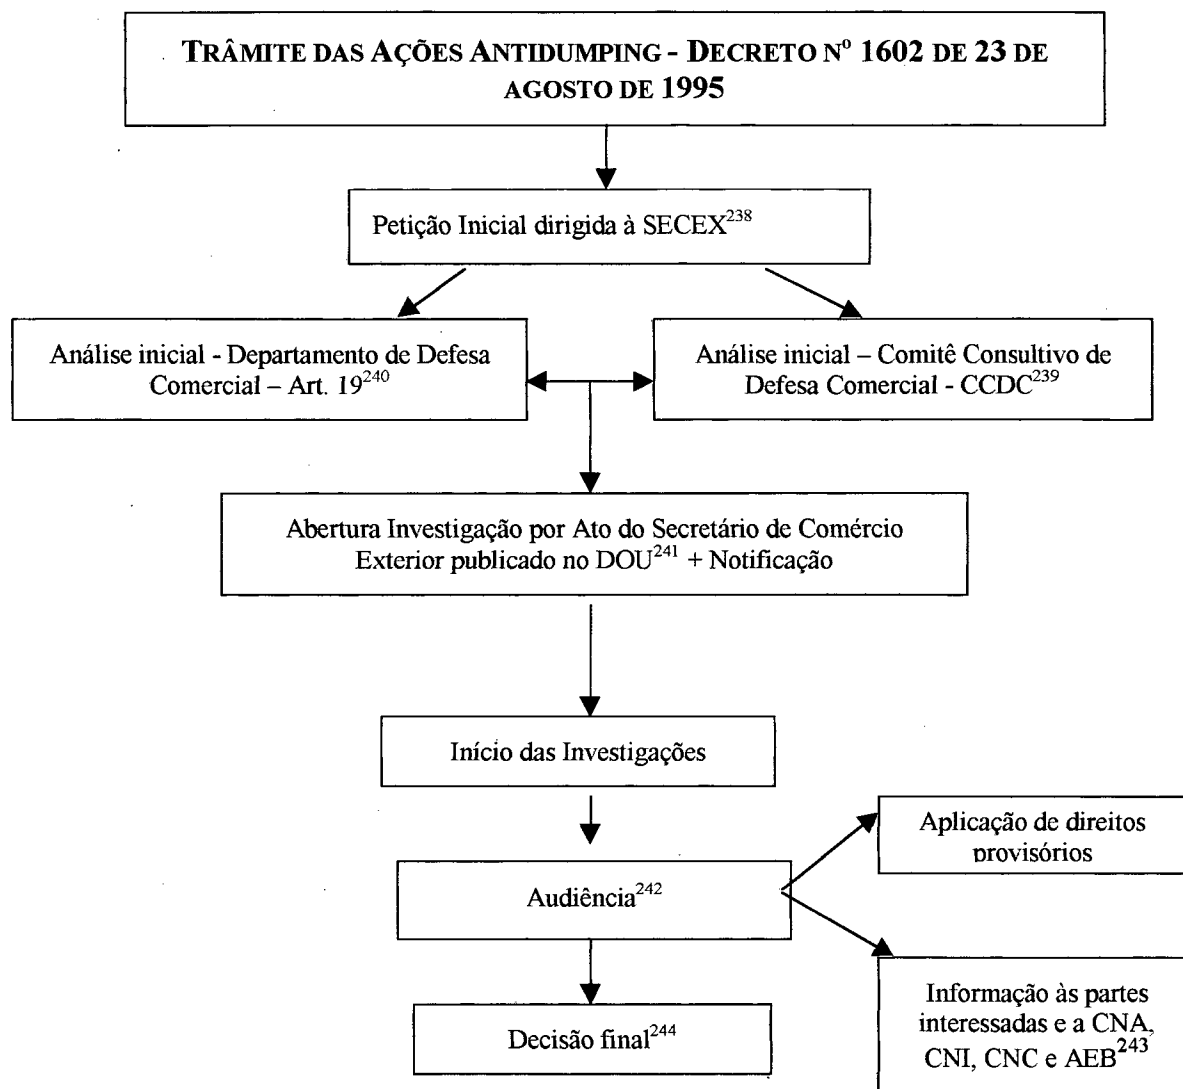 TRÂMITE DAS AÇÕES ANTIDUMPING - DECRETO Nº 1602 DE 23 DE
AGOSTO DE 1995
Petição Inicial dirigida à SECEX238
Análise inicial - Departamento de Defesa
Comercial – Art. 19240
Análise inicial – Comitê Consultivo de
Defesa Comercial - CCDC239
Abertura Investigação por Ato do Secretário de Comércio
Exterior publicado no DOU241 + Notificação
Início das Investigações
Aplicação de direitos
provisórios
Audiência242
Informação às partes
interessadas e a CNA,
CNI, CNC e AEB243
Decisão final244